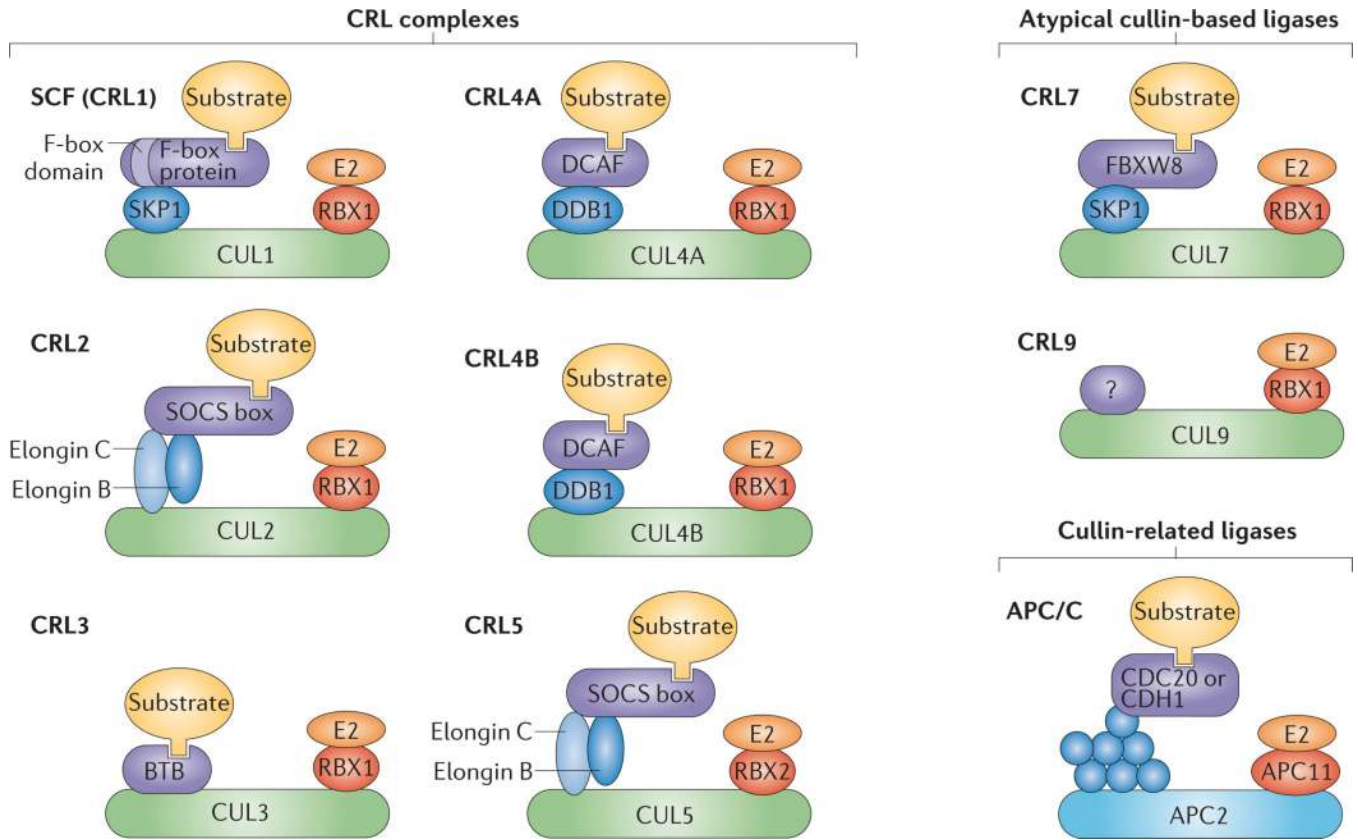 CRL complexes
SCF (CRL1)
Substrate
F-box
domain
F-box
protein
E2
SKP1
RBX1
CUL1
CRL4A
Substrate
DCAF
E2
DDB1
RBX1
CUL4A
CRL2
Substrate
SOCS box
Elongin C
E2
Elongin B
RBX1
CUL2
CRL4B
Substrate
DCAF
E2
DDB1
RBX1
CUL4B
CRL3
Substrate
E2
BTB
RBX1
CUL3
CRL5
Substrate
SOCS box
Elongin C
E2
Elongin B
RBX2
CUL5
Atypical cullin-based ligases
CRL7
Substrate
FBXW8
E2
SKP1
RBX1
CUL7
CRL9
E2
?
RBX1
CUL9
Cullin-related ligases
APC/C
Substrate
CDC20 or
CDH1
E2
APC11
APC2